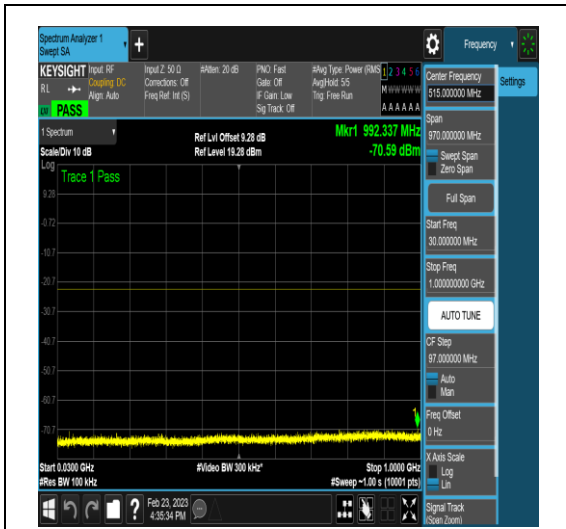 Spectrum Analyzer 1
Swept SA
Frequency
KEYSIGHT
RL
PASS
Input: RF
Coupling: DC
Align: Auto
Input Z: 50 Ω
Corrections: Off
Freq Ref: Int (S)
#Atten: 20 dB
PNO: Fast
Gate: Off
IF Gain: Low
Sig Track: Off
#Avg Type: Power (RMS
Avg|Hold: 5/5
Trig: Free Run
1 2 3 4 5 6
M W W W W W
A A A A A A
1 Spectrum
Scale/Div 10 dB
Ref Lvl Offset 9.28 dB
Ref Level 19.28 dBm
Mkr1 992.337 MHz
-70.59 dBm
Log
Trace 1 Pass
9.28
-0.72
-10.7
-20.7
-30.7
-40.7
-50.7
-60.7
-70.7
1
Start 0.0300 GHz
#Res BW 100 kHz
#Video BW 300 kHz*
Stop 1.0000 GHz
#Sweep ~1.00 s (10001 pts)
Feb 23, 2023
4:35:34 PM
Center Frequency
515.000000 MHz
Settings
Span
970.000000 MHz
Swept Span
Zero Span
Full Span
Start Freq
30.000000 MHz
Stop Freq
1.000000000 GHz
AUTO TUNE
CF Step
97.000000 MHz
Auto
Man
Freq Offset
0 Hz
X Axis Scale
Log
Lin
Signal Track
(Span Zoom)